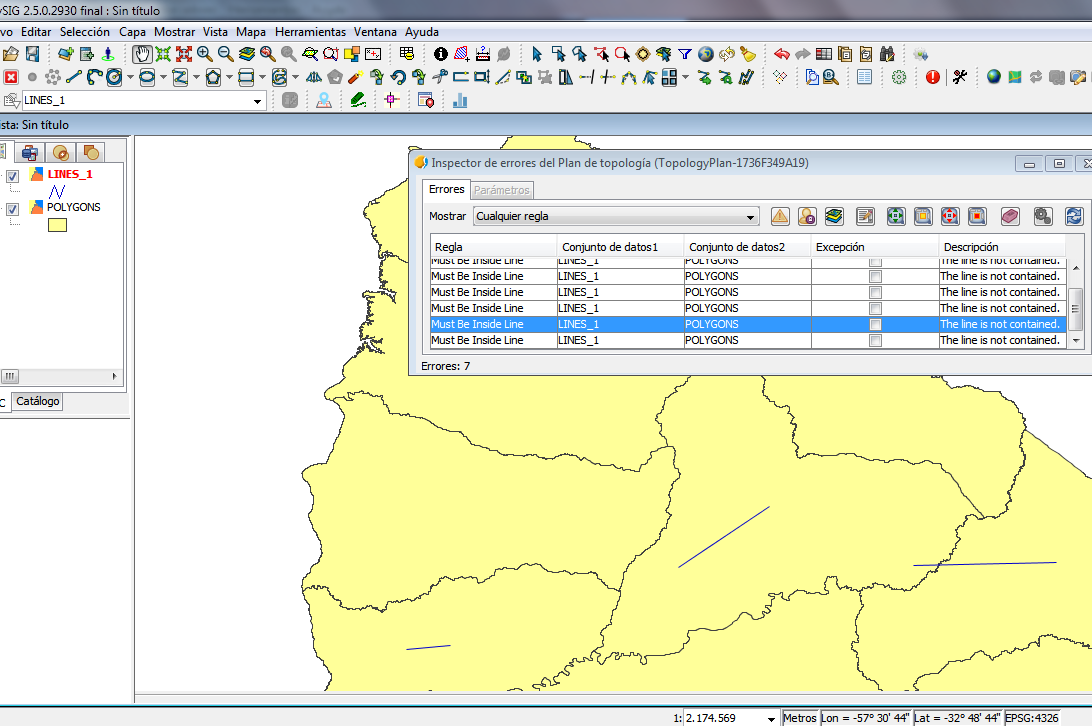 SIG 2.5.0.2930 final : Sin título
vo Editar Selección Capa Mostrar Vista Mapa Herramientas Ventana Ayuda
LINES_1
sta: Sin título
LINES_1
POLYGONS
Catálogo
Inspector de errores del Plan de topología (TopologyPlan-1736F349A19)
Errores Parámetros
Mostrar Cualquier regla
Regla Conjunto de datos1 Conjunto de datos2 Excepción Descripción
Must Be Inside Line LINES_1 POLYGONS The line is not contained.
Must Be Inside Line LINES_1 POLYGONS The line is not contained.
Must Be Inside Line LINES_1 POLYGONS The line is not contained.
Must Be Inside Line LINES_1 POLYGONS The line is not contained.
Must Be Inside Line LINES_1 POLYGONS The line is not contained.
Must Be Inside Line LINES_1 POLYGONS The line is not contained.
Errores: 7
1: 2.174.569 Metros Lon = -57° 30' 44" Lat = -32° 48' 44" EPSG:4326